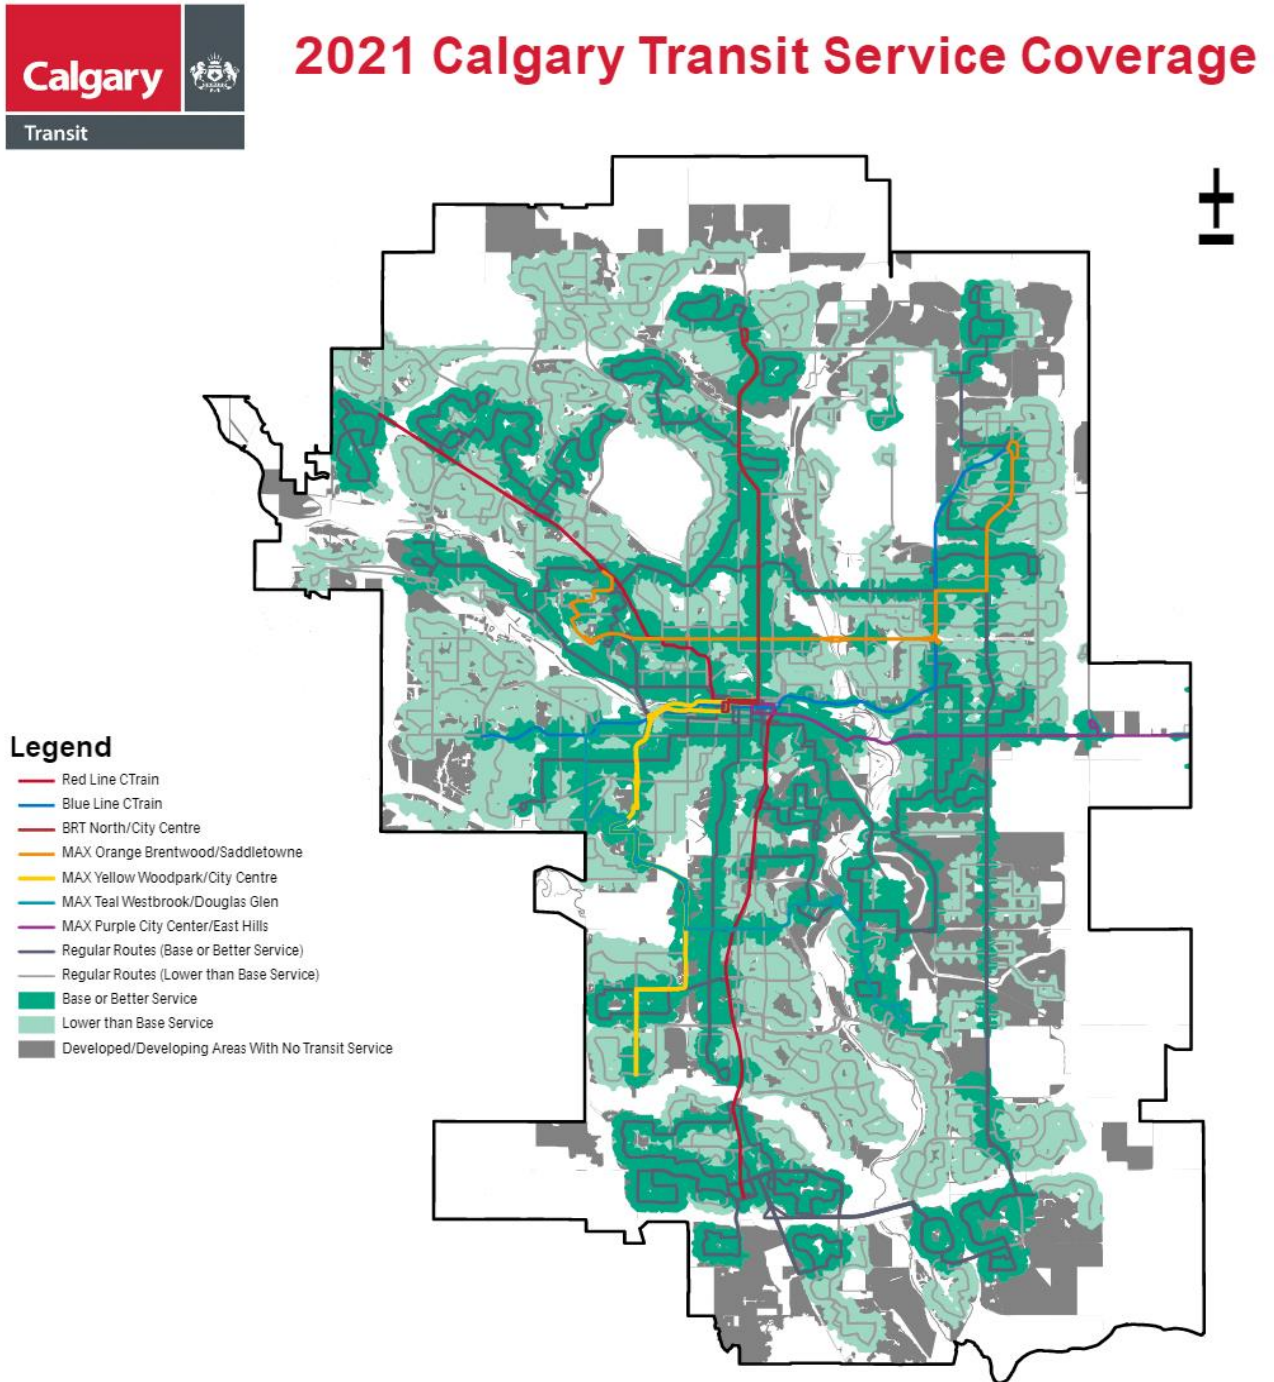 Calgary
Transit
2021 Calgary Transit Service Coverage
Legend
Red Line CTrain
Blue Line CTrain
BRT North/City Centre
MAX Orange Brentwood/Saddletowne
MAX Yellow Woodpark/City Centre
MAX Teal Westbrook/Douglas Glen
MAX Purple City Center/East Hills
Regular Routes (Base or Better Service)
Regular Routes (Lower than Base Service)
Base or Better Service
Lower than Base Service
Developed/Developing Areas With No Transit Service